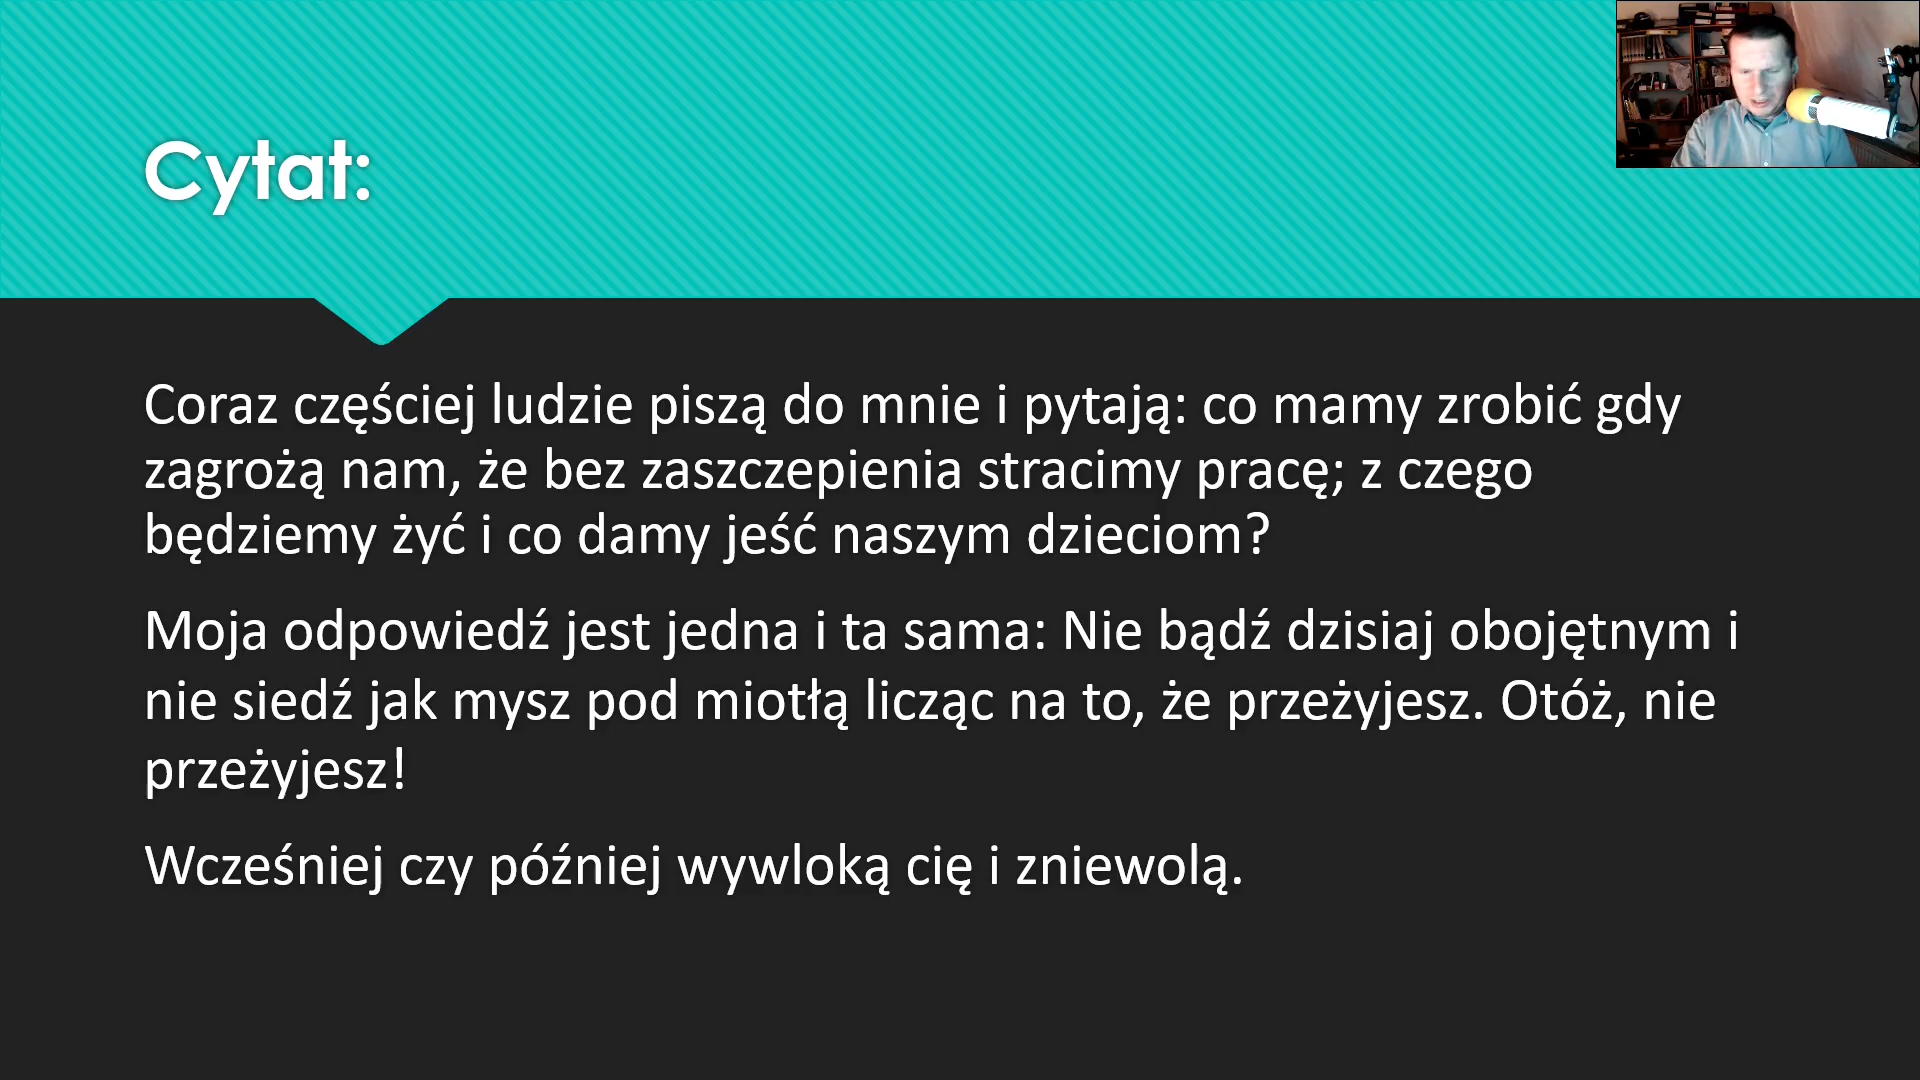 Cytat:
Coraz częściej ludzie piszą do mnie i pytają: co mamy zrobić gdy
zagrożą nam, że bez zaszczepienia stracimy pracę; z czego
będziemy żyć i co damy jeść naszym dzieciom?
Moja odpowiedź jest jedna i ta sama: Nie bądź dzisiaj obojętnym i
nie siedź jak mysz pod miotłą licząc na to, że przeżyjesz. Otóż, nie
przeżyjesz!
Wcześniej czy później wywloką cię i zniewolą.